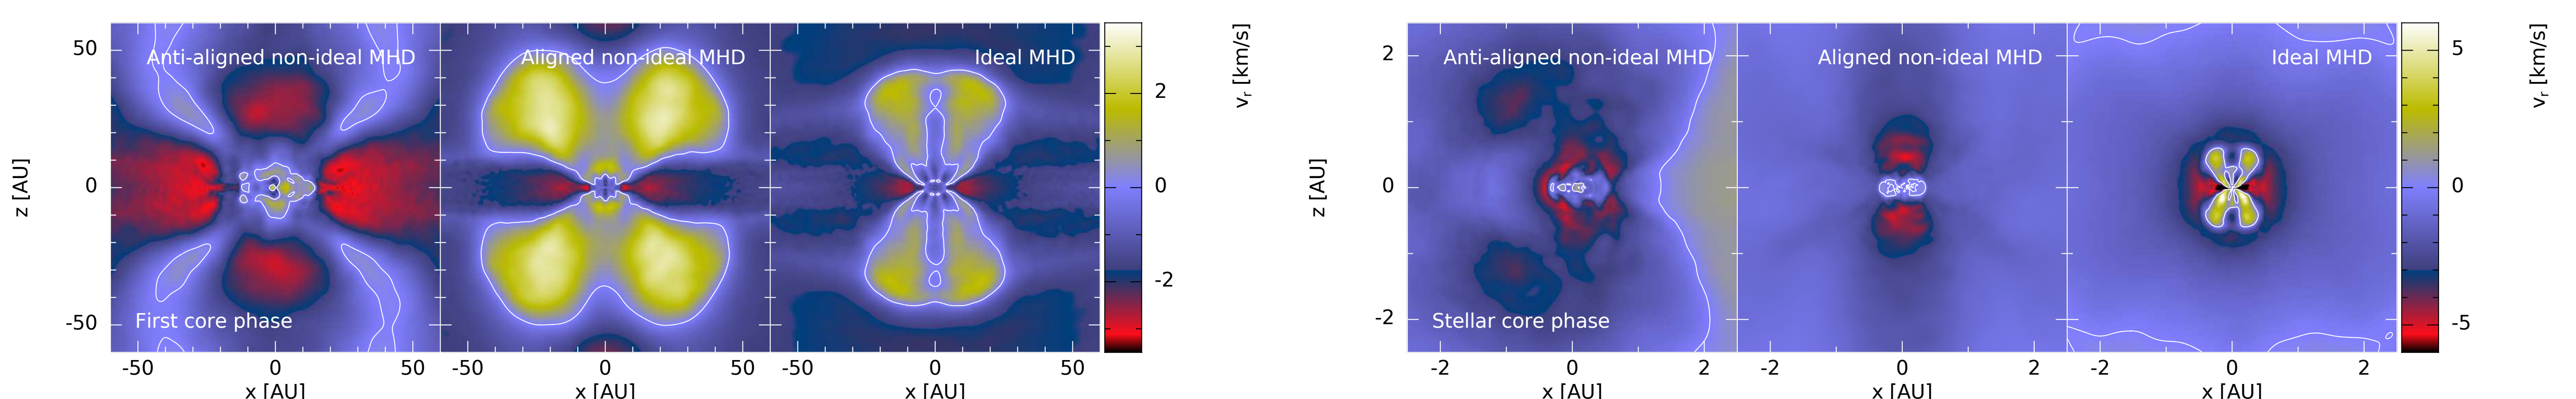 Anti-aligned non-ideal MHD
Aligned non-ideal MHD
Ideal MHD
First core phase
50
0
-50
z [AU]
-50 0 50
-50 0 50
-50 0 50
x [AU]
x [AU]
x [AU]
2
0
-2
vr [km/s]
Anti-aligned non-ideal MHD
Aligned non-ideal MHD
Ideal MHD
Stellar core phase
2
0
-2
z [AU]
-2 0 2
-2 0 2
-2 0 2
x [AU]
x [AU]
x [AU]
5
0
-5
vr [km/s]